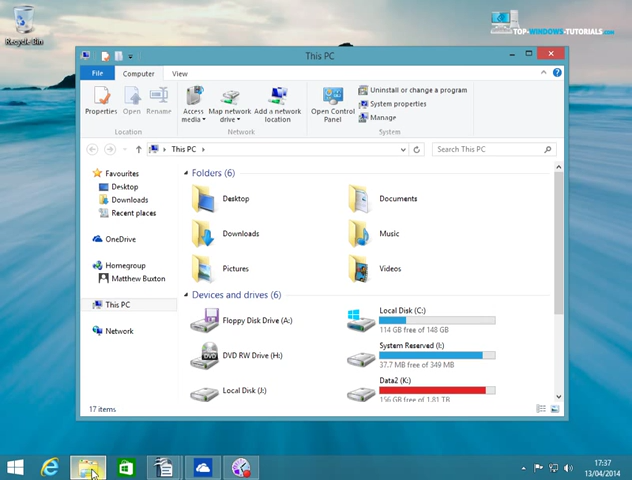 Recycle Bin
TOP-WINDOWS-TUTORIALS.com
This PC
File Computer View
Properties Open Rename
Access media Map network drive Add a network location
Open Control Panel
Uninstall or change a program
System properties
Manage
Location Network System
This PC
Search This PC
Favourites
Desktop
Downloads
Recent places
OneDrive
Homegroup
Matthew Buxton
This PC
Network
Folders (6)
Desktop Documents
Downloads Music
Pictures Videos
Devices and drives (6)
Floppy Disk Drive (A:)
Local Disk (C:)
114 GB free of 148 GB
DVD RW Drive (H:)
DVD
System Reserved (I:)
37.7 MB free of 349 MB
Local Disk (J:)
Data2 (K:)
156 GB free of 1.81 TB
17 items
17:37
13/04/2014